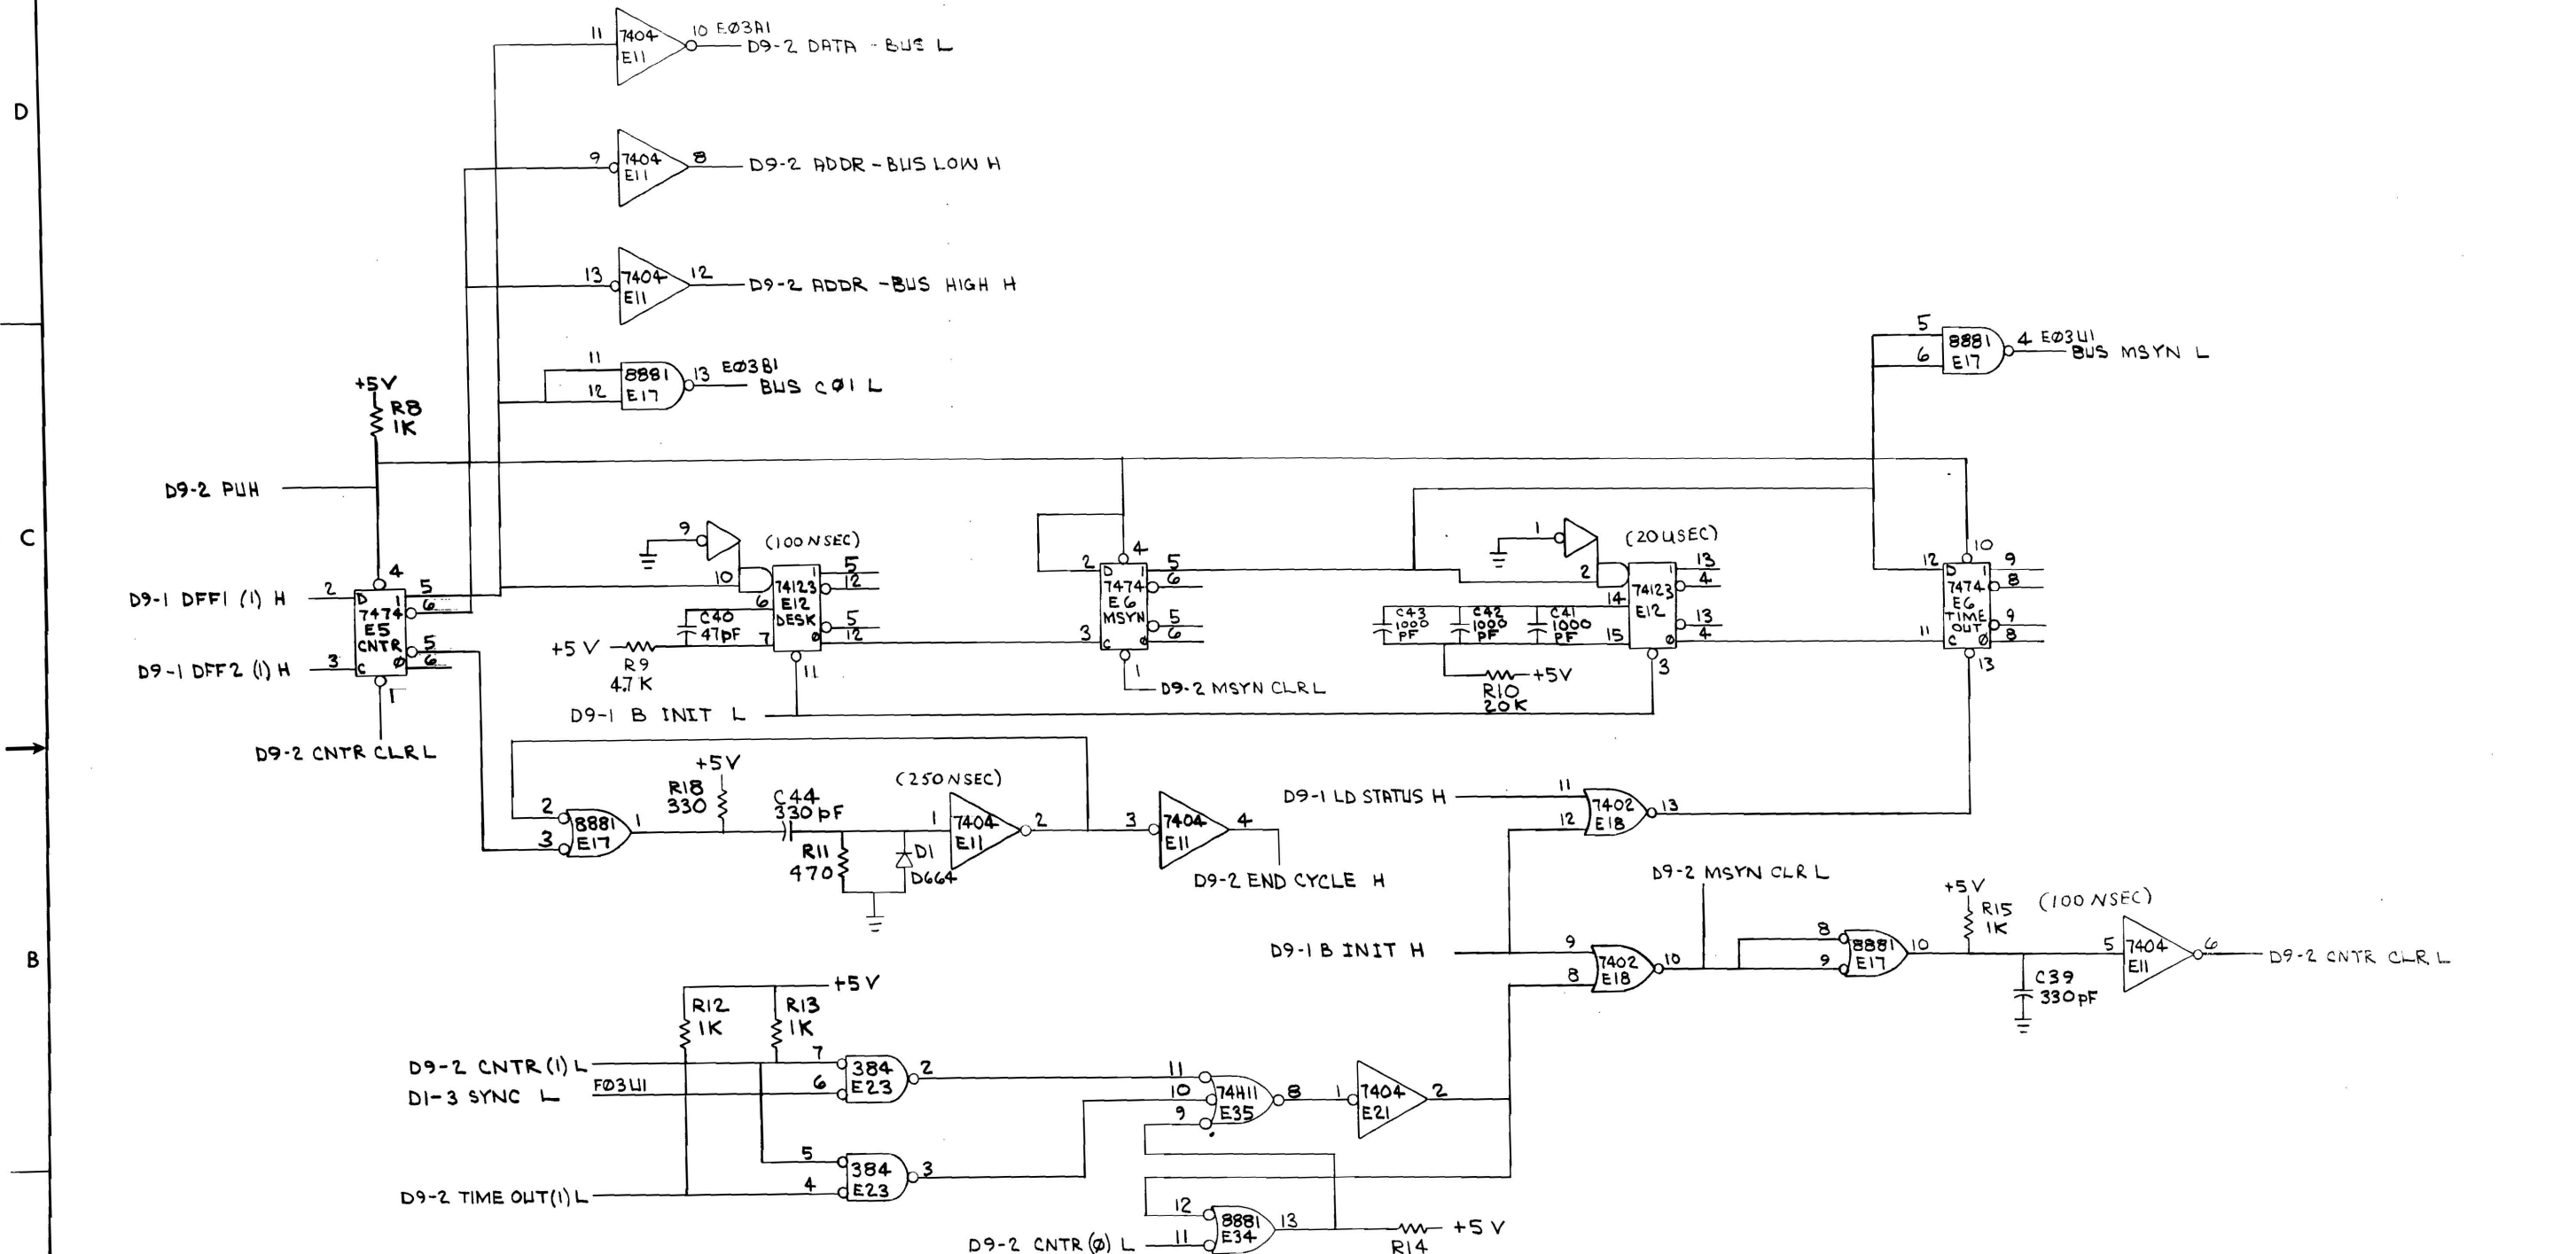 D
11 7404 E11 10 EØ3A1
D9-2 DATA - BUS L
9 7404 E11 8 D9-2 ADDR-BUS LOW H
13 7404 E11 12 D9-2 ADDR -BUS HIGH H
11 12 8881 E17 13 EØ3B1
BUS CØ1 L
5 6 8881 E17 4 EØ3U1
BUS MSYN L
+5V
R8
1K
D9-2 PUH
C
D9-1 DFF1 (1) H 2
D9-1 DFF2 (1) H 3
4
D 1
7474
E5
CNTR
C Ø
5
6
5
6
1
D9-2 CNTR CLR L
9
(100 NSEC)
10
1
74123
E12
DESK
Ø
5
12
5
12
6
7
11
C40
47pF
+5V
R9
4.7K
D9-1 B INIT L
2
4
D 1
7474
E6
MSYN
C Ø
5
6
5
6
3
1
D9-2 MSYN CLR L
1
(20 USEC)
2
1
74123
E12
Ø
13
4
13
4
14
15
3
C43
1000
PF
C42
1000
PF
C41
1000
PF
+5V
R10
20K
12
10
D 1
7474
E6
TIME
OUT
C Ø
9
8
9
8
11
13
2
3
8881
E17
1
R18
330
+5V
C44
330pF
R11
470
D1
D664
(250 NSEC)
1 7404 E11 2
3 7404 E11 4
D9-2 END CYCLE H
D9-1 LD STATUS H 11
12
7402
E18
13
D9-2 MSYN CLR L
D9-1 B INIT H 9
8
7402
E18
10
8
9
8881
E17
10
+5V
R15
1K
(100 NSEC)
C39
330pF
5 7404 E11 6
D9-2 CNTR CLR L
B
R12
1K
R13
1K
+5V
D9-2 CNTR (1) L 7
D1-3 SYNC L FØ3U1 6
384
E23
2
5
D9-2 TIME OUT(1) L 4
384
E23
3
11
10
9
74H11
E35
8
1 7404 E21 2
12
D9-2 CNTR (Ø) L 11
8881
E34
13
+5V
R14